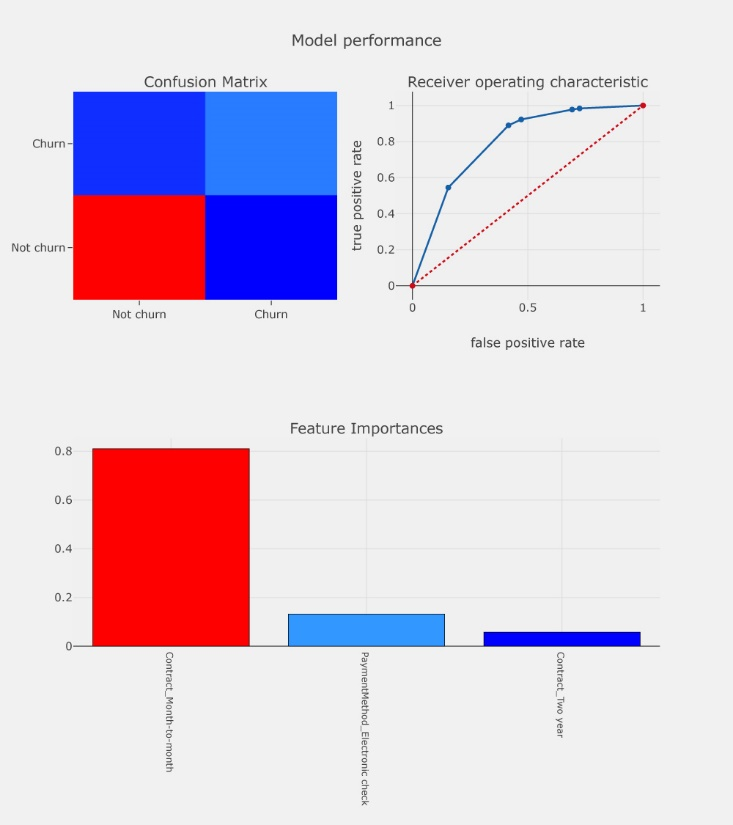 Model performance
Confusion Matrix
Churn
Not churn
Not churn
Churn
Receiver operating characteristic
true positive rate
1
0.8
0.6
0.4
0.2
0
0
0.5
1
false positive rate
Feature Importances
0.8
0.6
0.4
0.2
0
Contract_Month-to-month
PaymentMethod_Electronic check
Contract_Two year